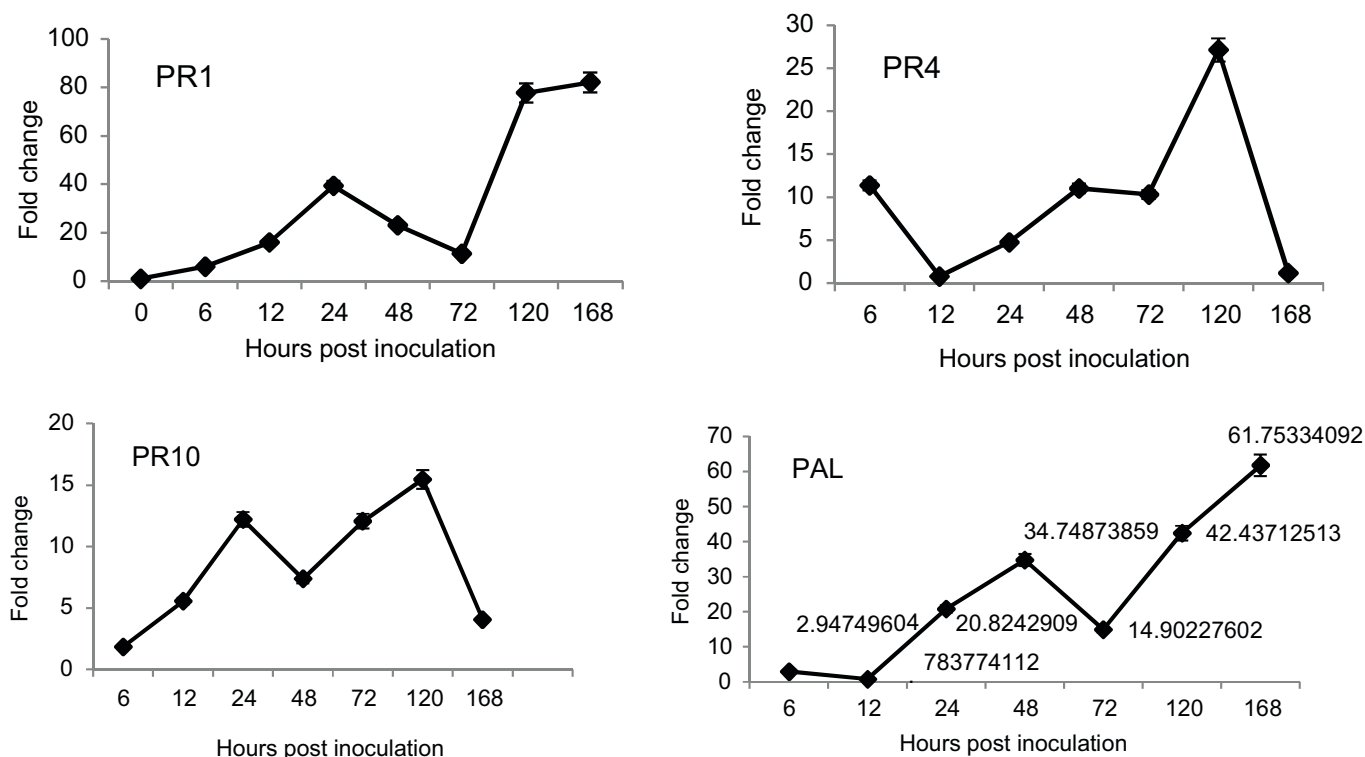 PR1
Fold change
100
80
60
40
20
0
0 6 12 24 48 72 120 168
Hours post inoculation
PR4
Fold change
30
25
20
15
10
5
0
6 12 24 48 72 120 168
Hours post inoculation
PR10
Fold change
20
15
10
5
0
6 12 24 48 72 120 168
Hours post inoculation
PAL
Fold change
70
60
50
40
30
20
10
0
61.75334092
34.74873859 42.43712513
2.94749604 20.8242909 14.90227602
.783774112
6 12 24 48 72 120 168
Hours post inoculation